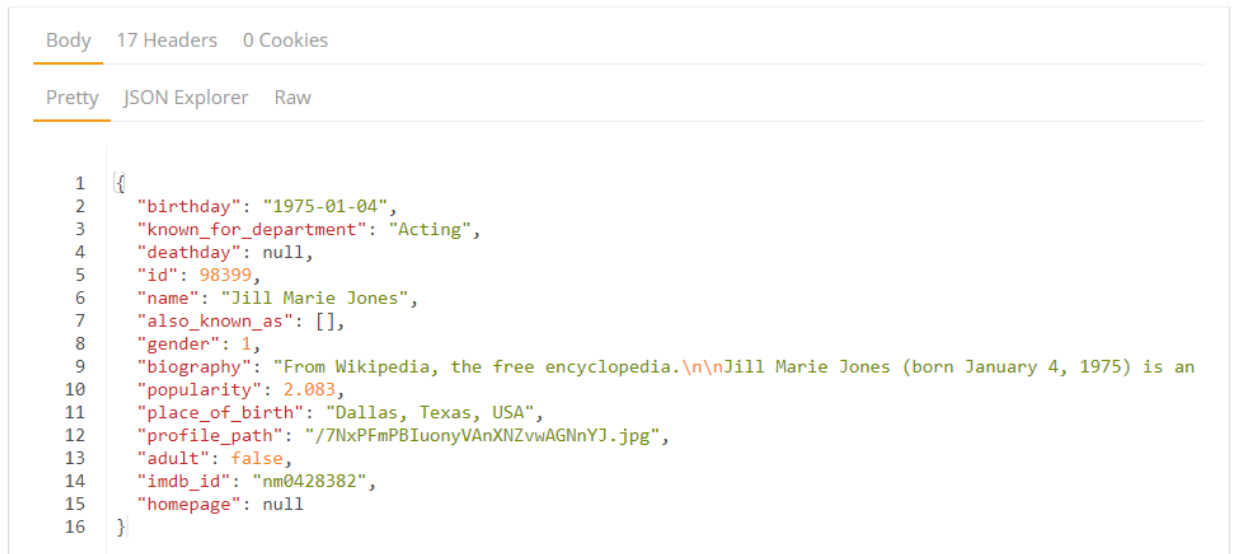 Body 17 Headers 0 Cookies
Pretty JSON Explorer Raw
1 {
2 "birthday": "1975-01-04",
3 "known_for_department": "Acting",
4 "deathday": null,
5 "id": 98399,
6 "name": "Jill Marie Jones",
7 "also_known_as": [],
8 "gender": 1,
9 "biography": "From Wikipedia, the free encyclopedia.\n\nJill Marie Jones (born January 4, 1975) is an
10 "popularity": 2.083,
11 "place_of_birth": "Dallas, Texas, USA",
12 "profile_path": "/7NxPFmPBIuonyVAnXNZvwAGNnYJ.jpg",
13 "adult": false,
14 "imdb_id": "nm0428382",
15 "homepage": null
16 }